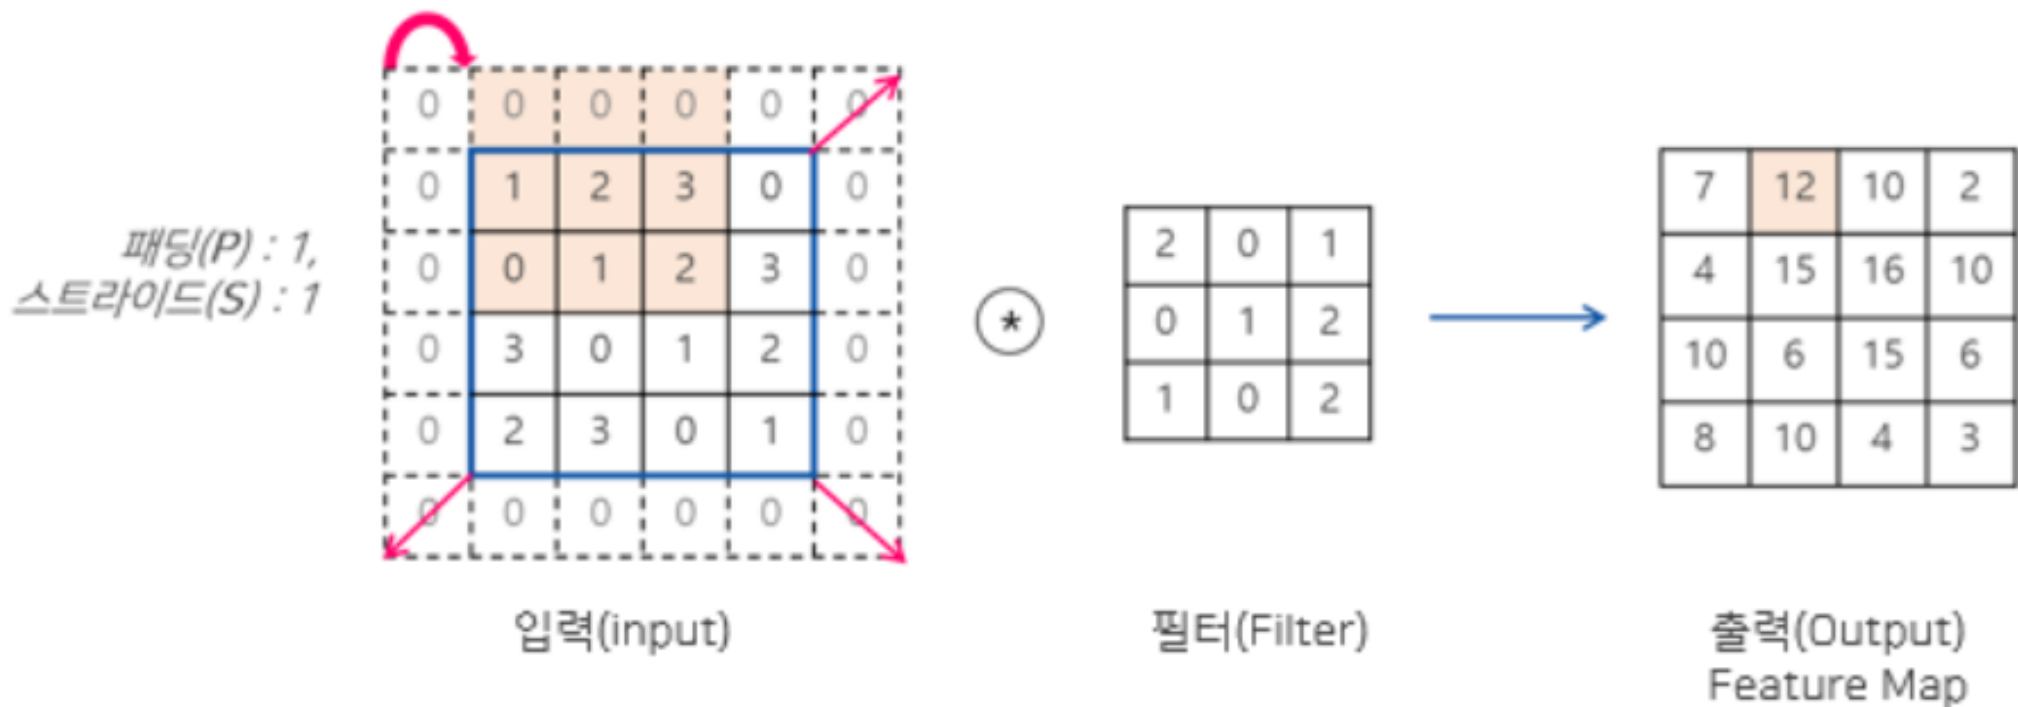 패딩(P) : 1,
스트라이드(S) : 1
0 0 0 0 0 0
0 1 2 3 0 0
0 0 1 2 3 0
0 3 0 1 2 0
0 2 3 0 1 0
0 0 0 0 0 0
입력(input)
*
2 0 1
0 1 2
1 0 2
필터(Filter)
7 12 10 2
4 15 16 10
10 6 15 6
8 10 4 3
출력(Output)
Feature Map